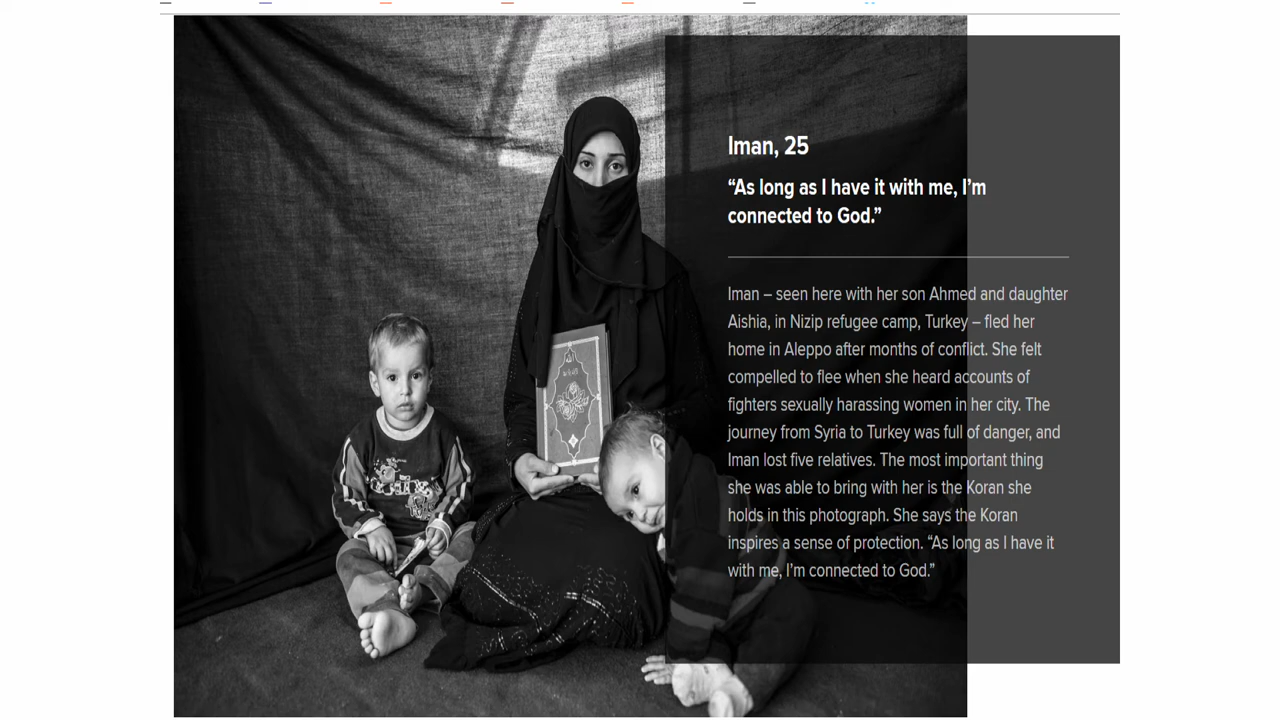 Iman, 25
“As long as I have it with me, I’m
connected to God.”
Iman – seen here with her son Ahmed and daughter
Aishia, in Nizip refugee camp, Turkey – fled her
home in Aleppo after months of conflict. She felt
compelled to flee when she heard accounts of
fighters sexually harassing women in her city. The
journey from Syria to Turkey was full of danger, and
Iman lost five relatives. The most important thing
she was able to bring with her is the Koran she
holds in this photograph. She says the Koran
inspires a sense of protection. “As long as I have it
with me, I’m connected to God.”